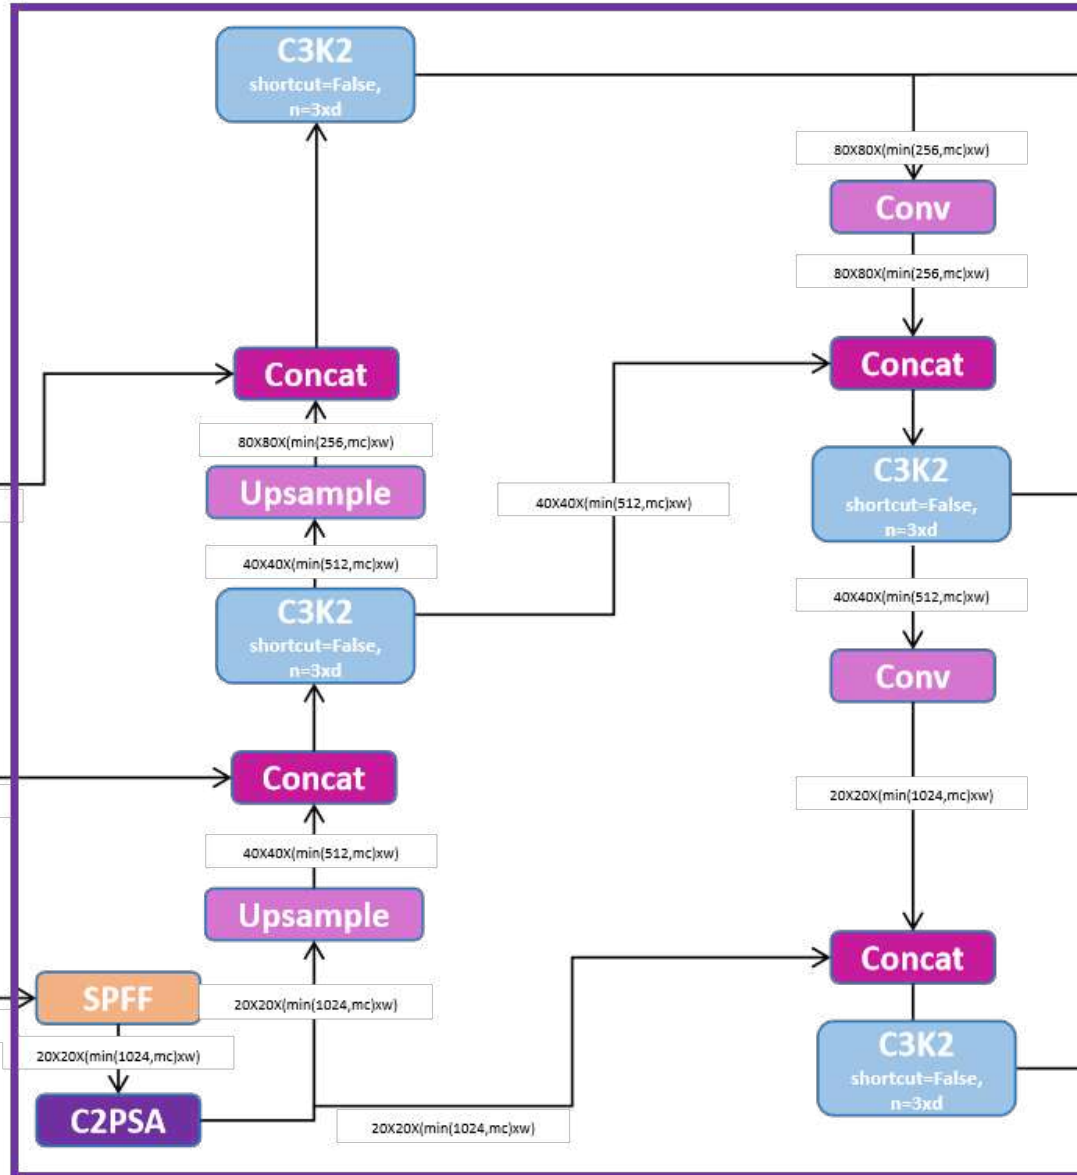 C3K2
shortcut=False,
n=3xd
80X80X(min(256,mc)xw)
Conv
80X80X(min(256,mc)xw)
Concat
Concat
80X80X(min(256,mc)xw)
Upsample
C3K2
shortcut=False,
n=3xd
40X40X(min(512,mc)xw)
40X40X(min(512,mc)xw)
C3K2
shortcut=False,
n=3xd
40X40X(min(512,mc)xw)
Conv
Concat
20X20X(min(1024,mc)xw)
40X40X(min(512,mc)xw)
Upsample
Concat
SPFF
20X20X(min(1024,mc)xw)
20X20X(min(1024,mc)xw)
C3K2
shortcut=False,
n=3xd
C2PSA
20X20X(min(1024,mc)xw)